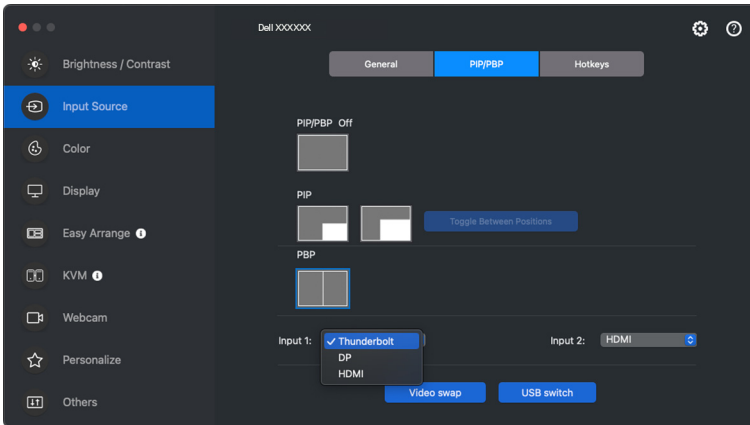 Dell XXXXXX
Brightness / Contrast
Input Source
Color
Display
Easy Arrange
KVM
Webcam
Personalize
Others
General
PIP/PBP
Hotkeys
PIP/PBP Off
PIP
Toggle Between Positions
PBP
Input 1:
✓ Thunderbolt
DP
HDMI
Input 2:
HDMI
Video swap
USB switch